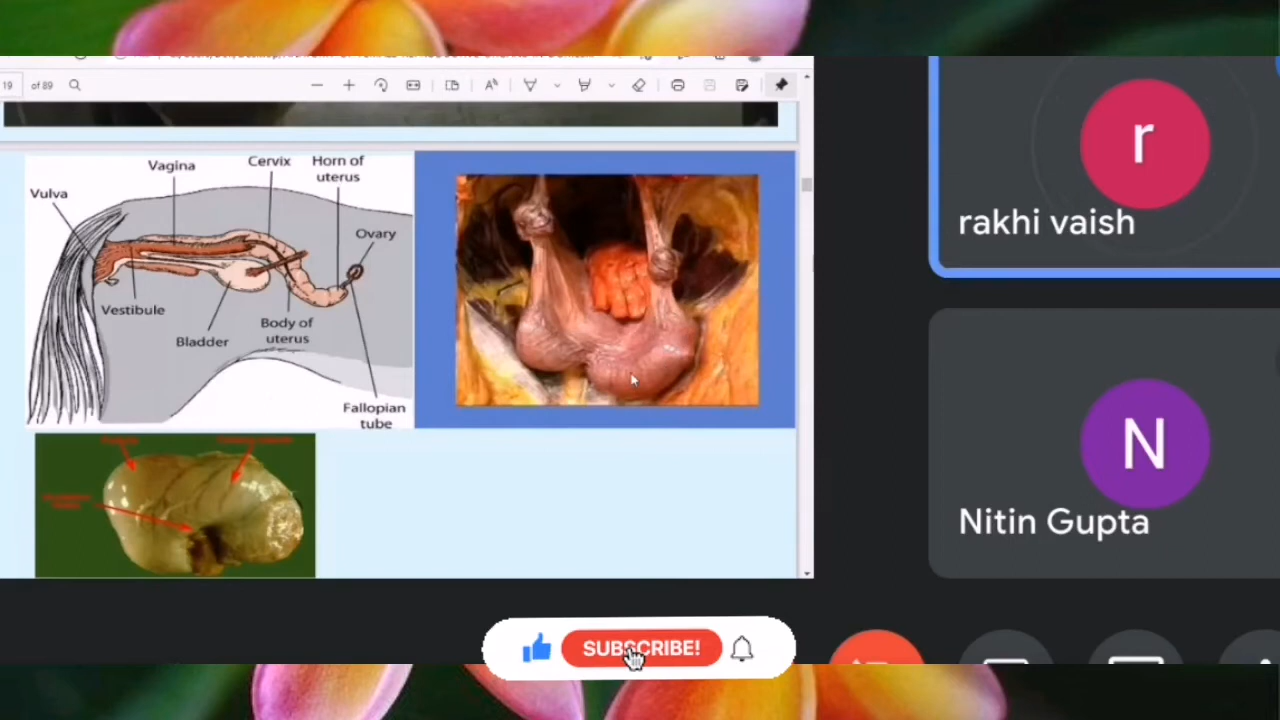 19 of 89
Vagina
Cervix
Horn of
uterus
Vulva
Ovary
Vestibule
Body of
uterus
Bladder
Fallopian
tube
r
rakhi vaish
N
Nitin Gupta
SUBSCRIBE!